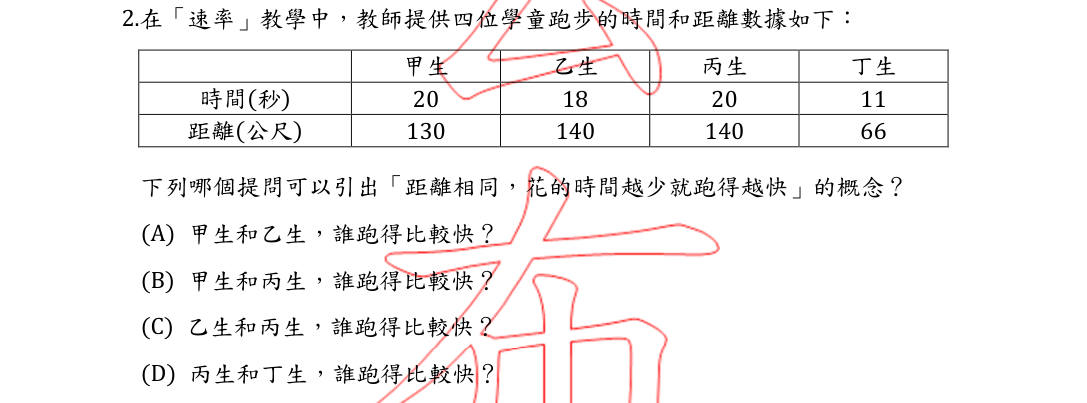 2.在「速率」教學中，教師提供四位學童跑步的時間和距離數據如下：
甲生 乙生 丙生 丁生
時間(秒) 20 18 20 11
距離(公尺) 130 140 140 66
下列哪個提問可以引出「距離相同，花的時間越少就跑得越快」的概念？
(A) 甲生和乙生，誰跑得比較快？
(B) 甲生和丙生，誰跑得比較快？
(C) 乙生和丙生，誰跑得比較快？
(D) 丙生和丁生，誰跑得比較快？
布